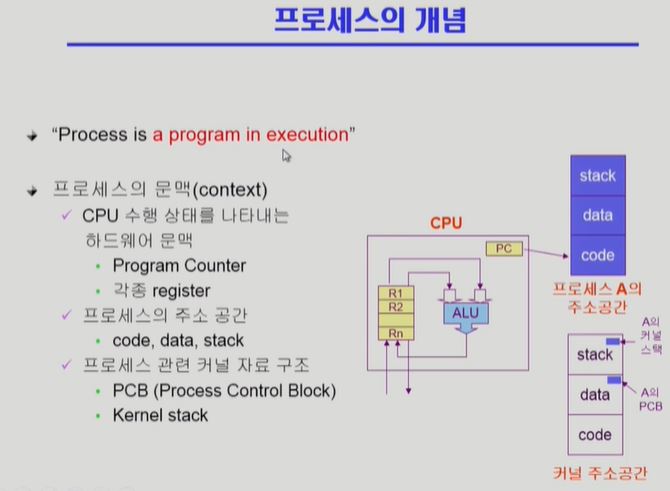 프로세스의 개념
“Process is a program in execution”
프로세스의 문맥(context)
CPU 수행 상태를 나타내는
하드웨어 문맥
Program Counter
각종 register
프로세스의 주소 공간
code, data, stack
프로세스 관련 커널 자료 구조
PCB (Process Control Block)
Kernel stack
CPU
PC
R1
R2
Rn
ALU
stack
data
code
프로세스 A의
주소공간
stack
data
code
A의
커널
스택
A의
PCB
커널 주소공간